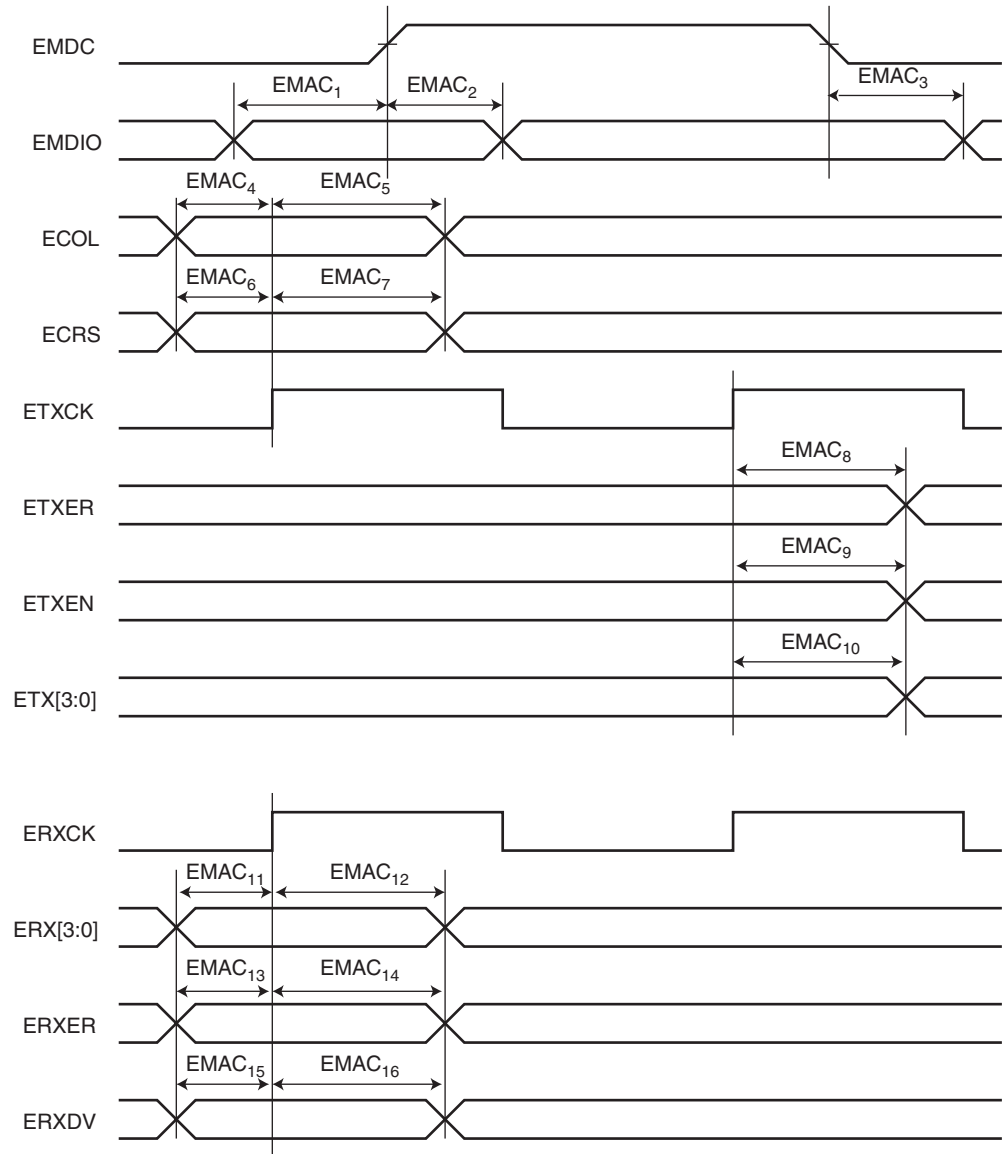 EMDC
EMAC₁ EMAC₂ EMAC₃
EMDIO
EMAC₄ EMAC₅
ECOL
EMAC₆ EMAC₇
ECRS
ETXCK
EMAC₈
ETXER
EMAC₉
ETXEN
EMAC₁₀
ETX[3:0]
ERXCK
EMAC₁₁ EMAC₁₂
ERX[3:0]
EMAC₁₃ EMAC₁₄
ERXER
EMAC₁₅ EMAC₁₆
ERXDV